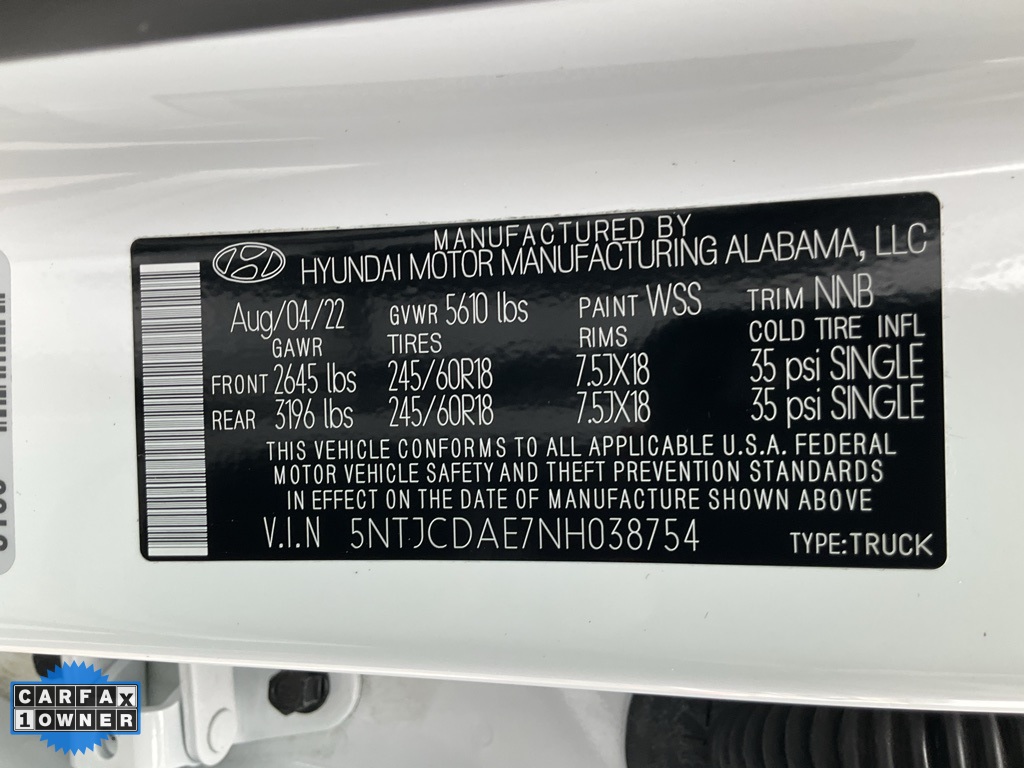 MANUFACTURED BY
HYUNDAI MOTOR MANUFACTURING ALABAMA, LLC
Aug/04/22 GVWR 5610 lbs PAINT WSS TRIM NNB
GAWR TIRES RIMS COLD TIRE INFL
FRONT 2645 lbs 245/60R18 7.5JX18 35 psi SINGLE
REAR 3196 lbs 245/60R18 7.5JX18 35 psi SINGLE
THIS VEHICLE CONFORMS TO ALL APPLICABLE U.S.A. FEDERAL
MOTOR VEHICLE SAFETY AND THEFT PREVENTION STANDARDS
IN EFFECT ON THE DATE OF MANUFACTURE SHOWN ABOVE
V.I.N 5NTJCDAE7NH038754 TYPE:TRUCK
CARFAX
1 OWNER